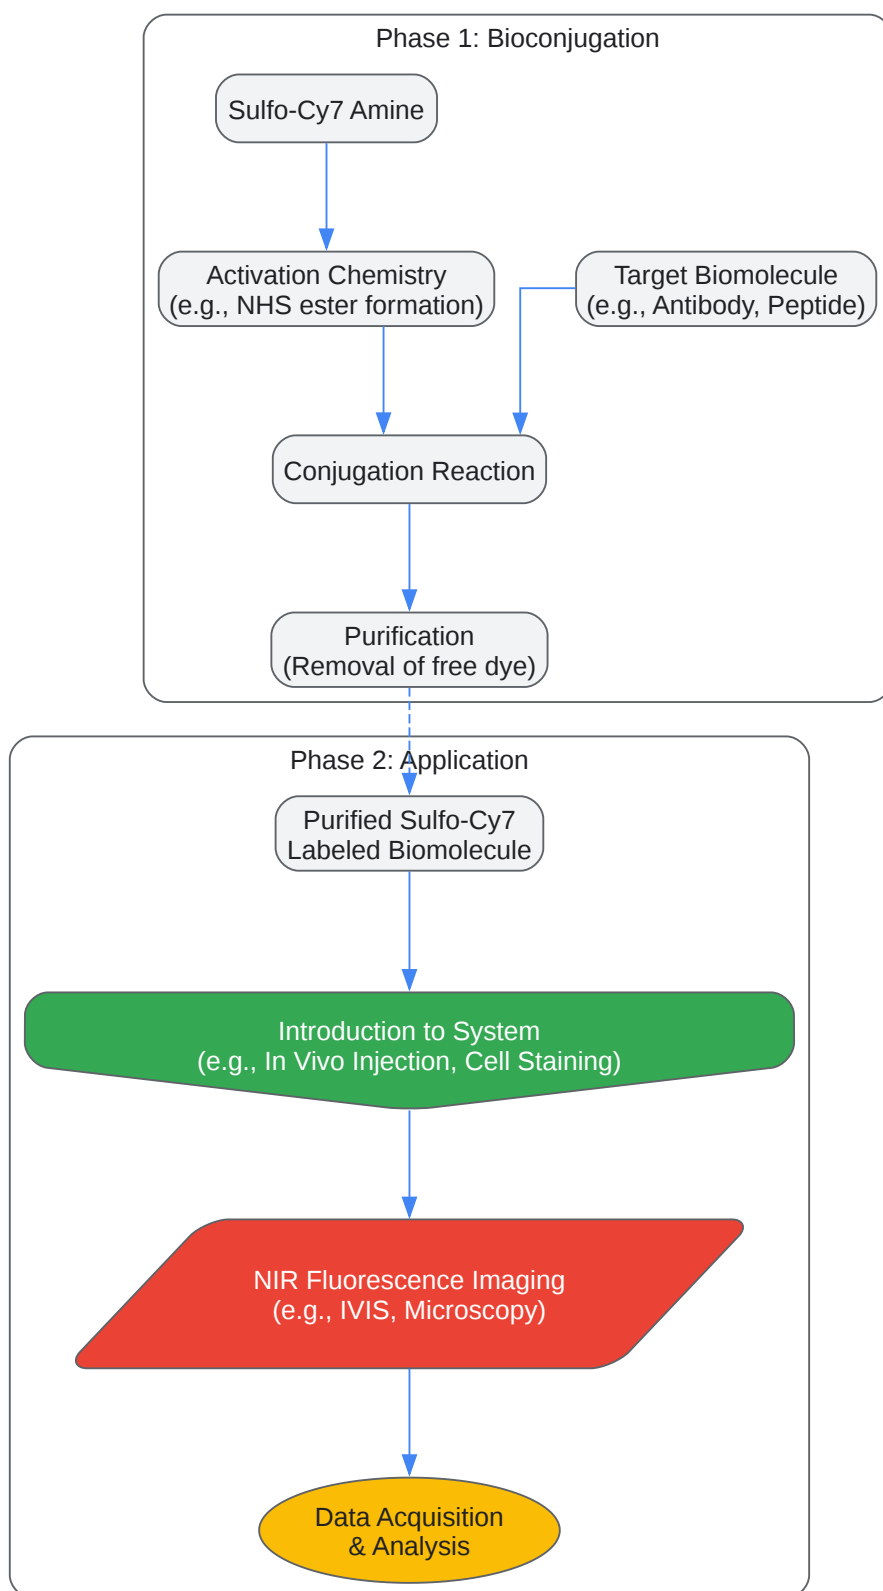 Phase 1: Bioconjugation
Sulfo-Cy7 Amine
Activation Chemistry
(e.g., NHS ester formation)
Target Biomolecule
(e.g., Antibody, Peptide)
Conjugation Reaction
Purification
(Removal of free dye)
Phase 2: Application
Purified Sulfo-Cy7
Labeled Biomolecule
Introduction to System
(e.g., In Vivo Injection, Cell Staining)
NIR Fluorescence Imaging
(e.g., IVIS, Microscopy)
Data Acquisition
& Analysis